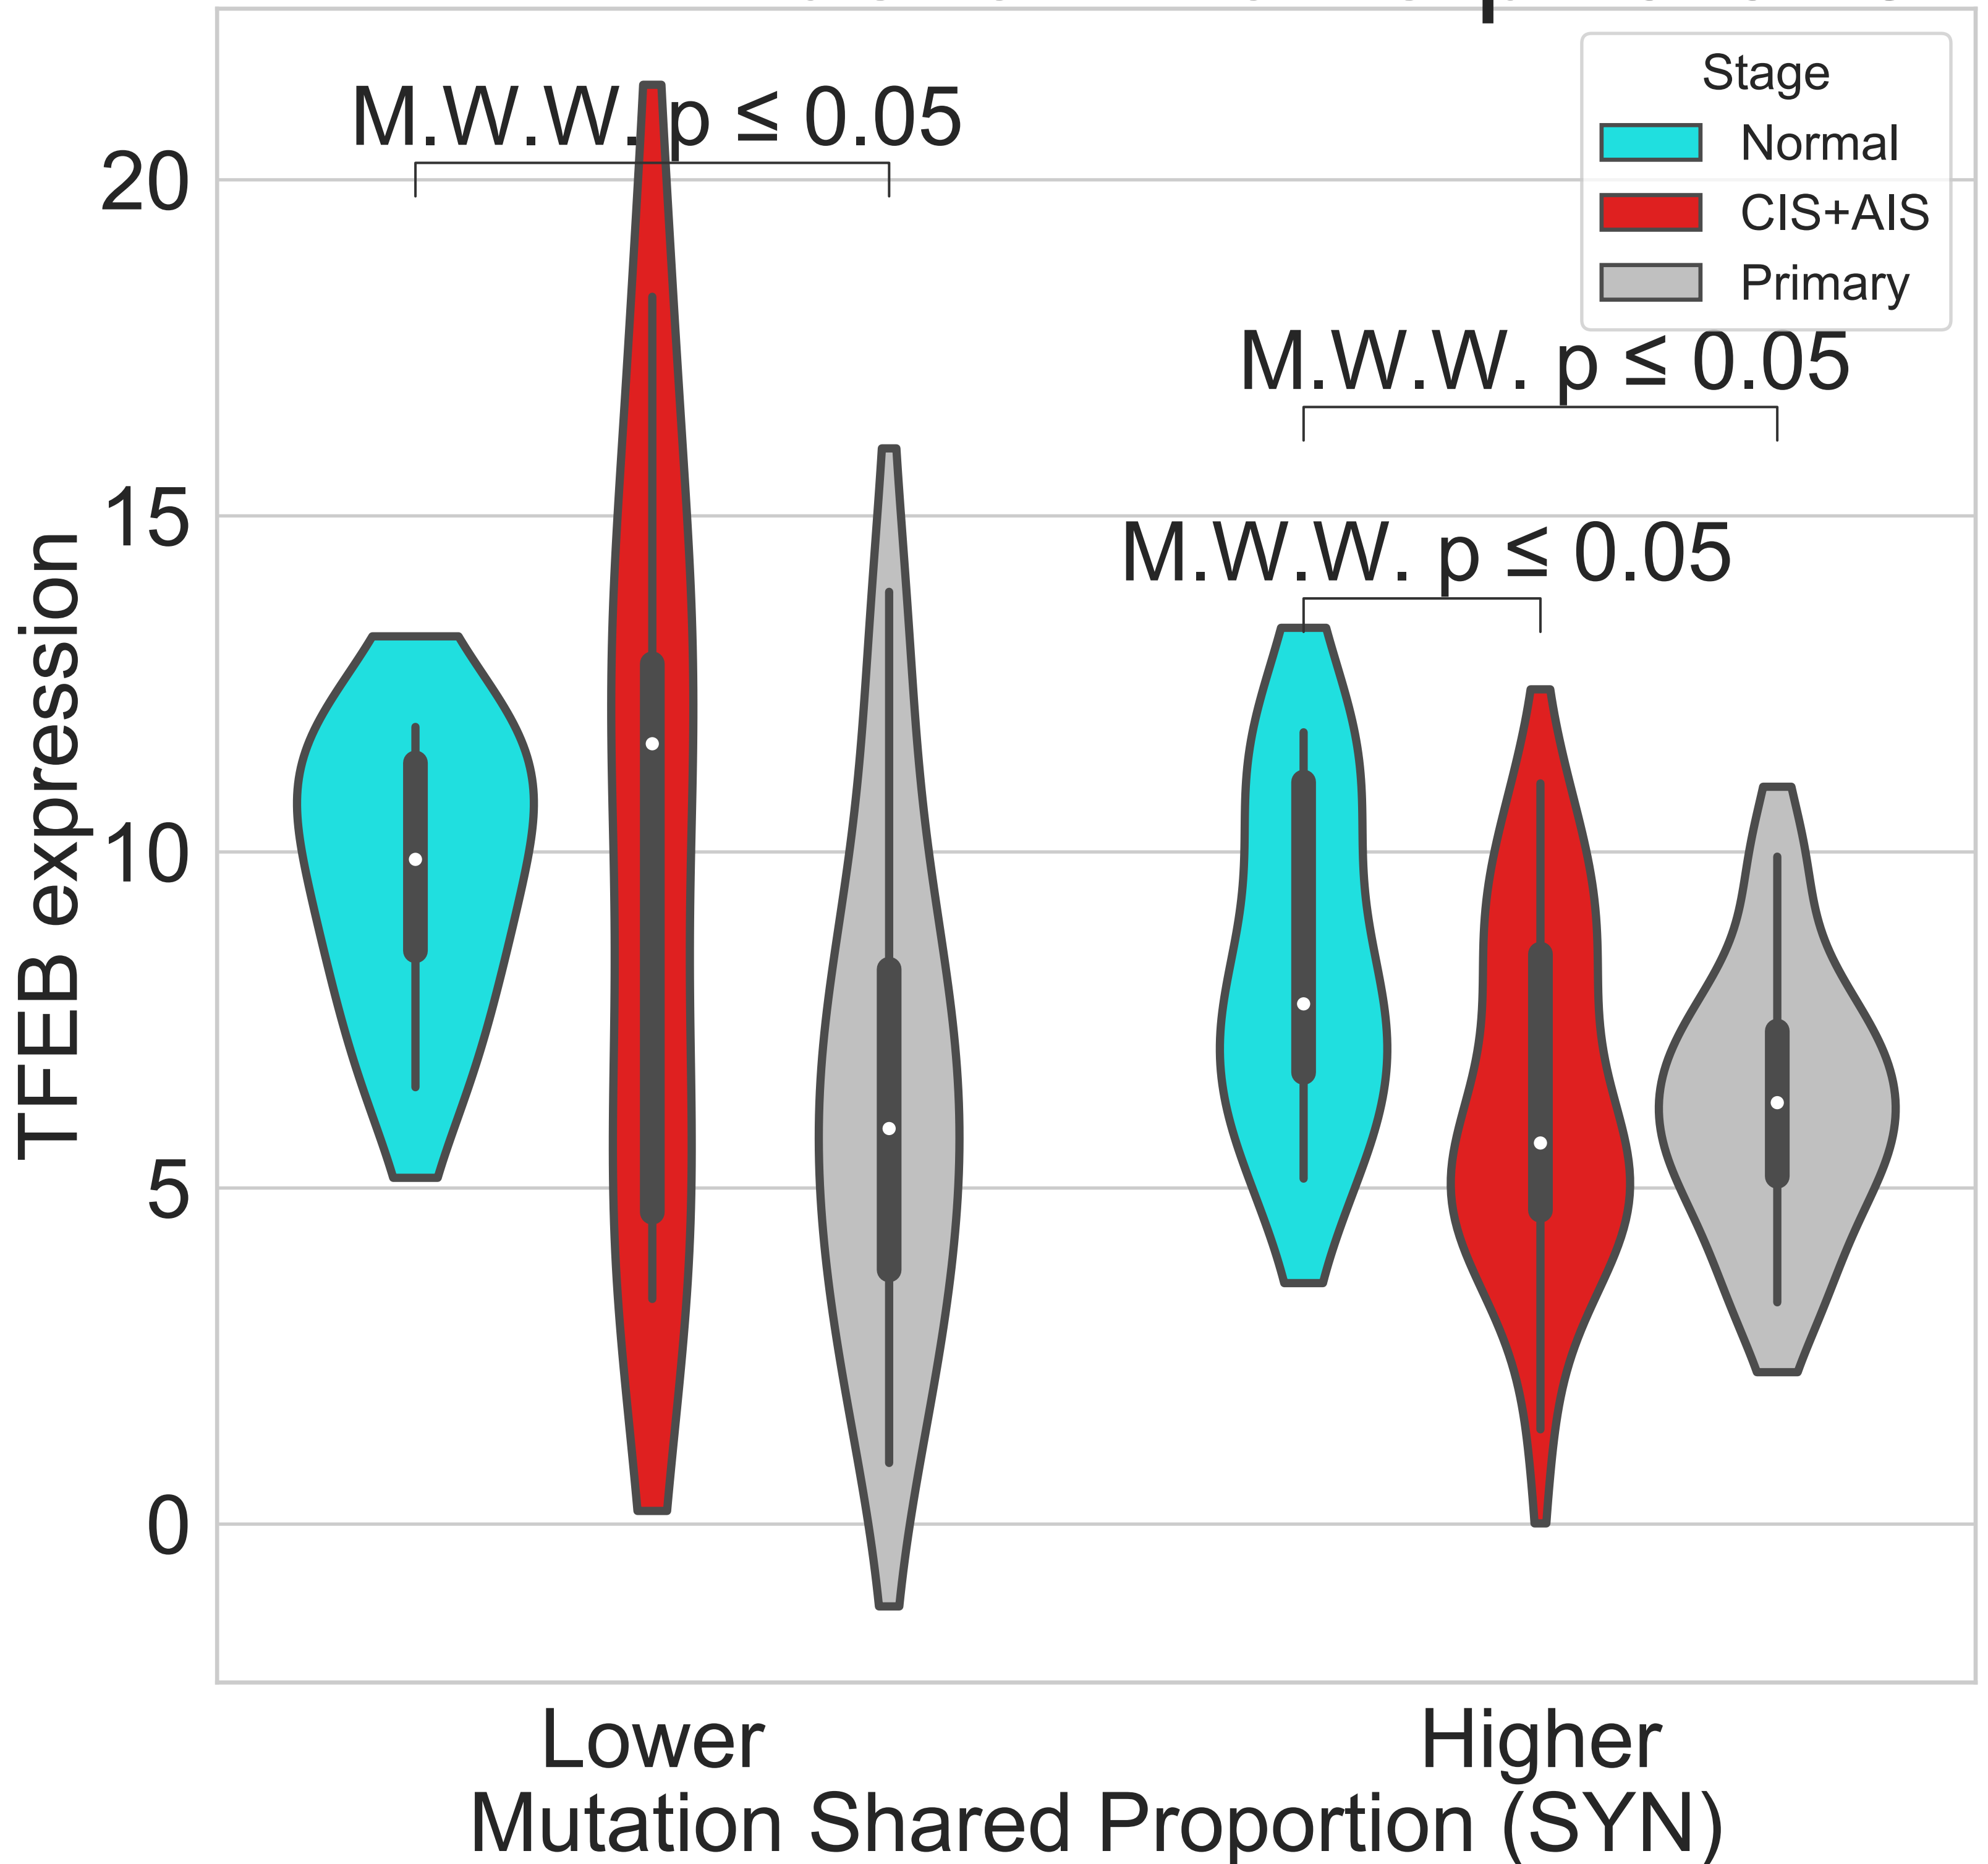 Stage
Normal
CIS+AIS
Primary
M.W.W. p ≤ 0.05
M.W.W. p ≤ 0.05
M.W.W. p ≤ 0.05
20
15
10
5
0
TFEB expression
Lower
Higher
Mutation Shared Proportion (SYN)